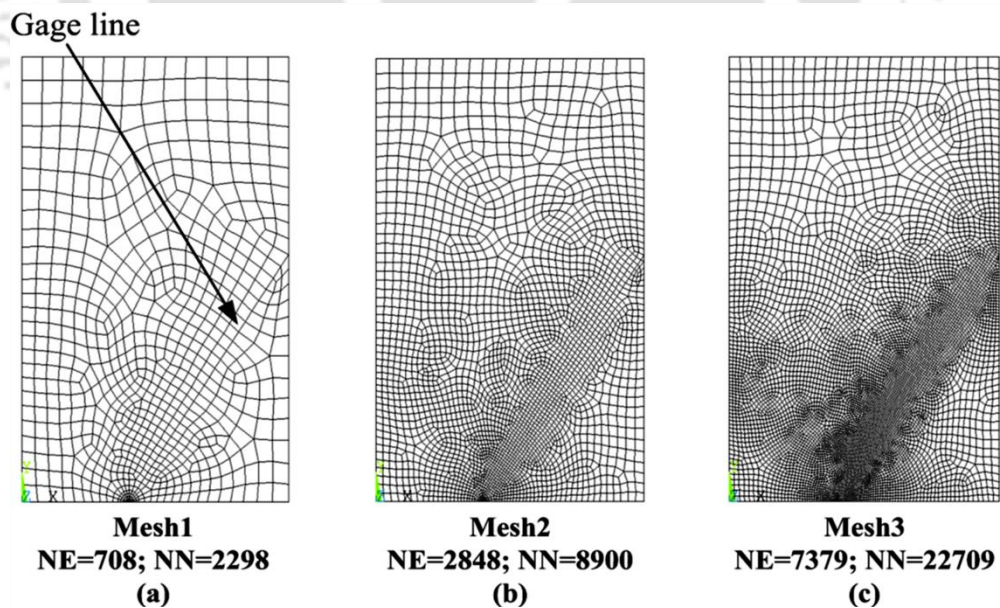 Gage line
X
X
X
Mesh1
NE=708; NN=2298
(a)
Mesh2
NE=2848; NN=8900
(b)
Mesh3
NE=7379; NN=22709
(c)